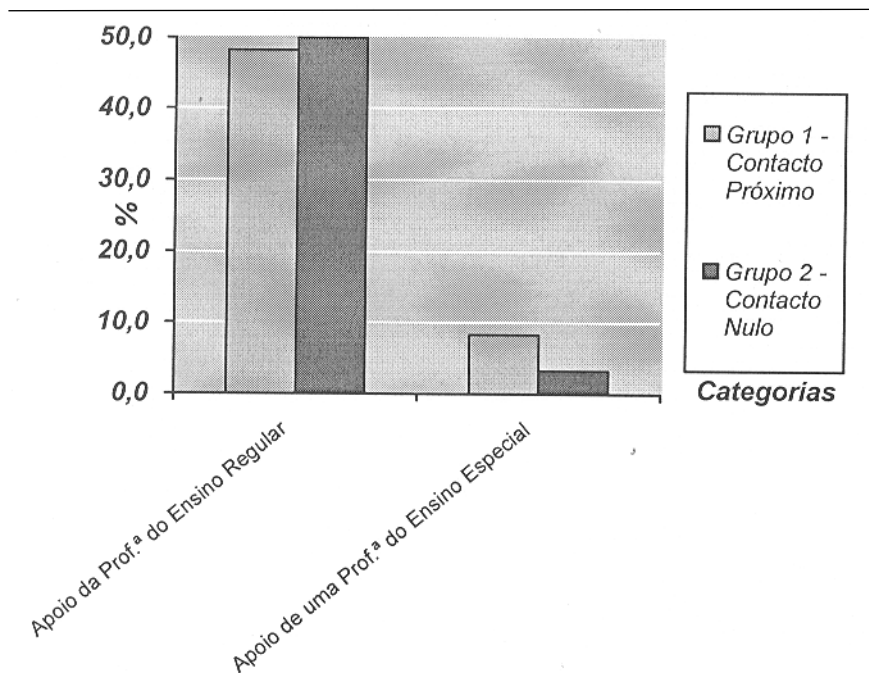 50,0
40,0
30,0
20,0
10,0
0,0
%
Apoio da Prof.ª do Ensino Regular
Apoio de uma Prof.ª do Ensino Especial
Grupo 1 -
Contacto
Próximo
Grupo 2 -
Contacto
Nulo
Categorias